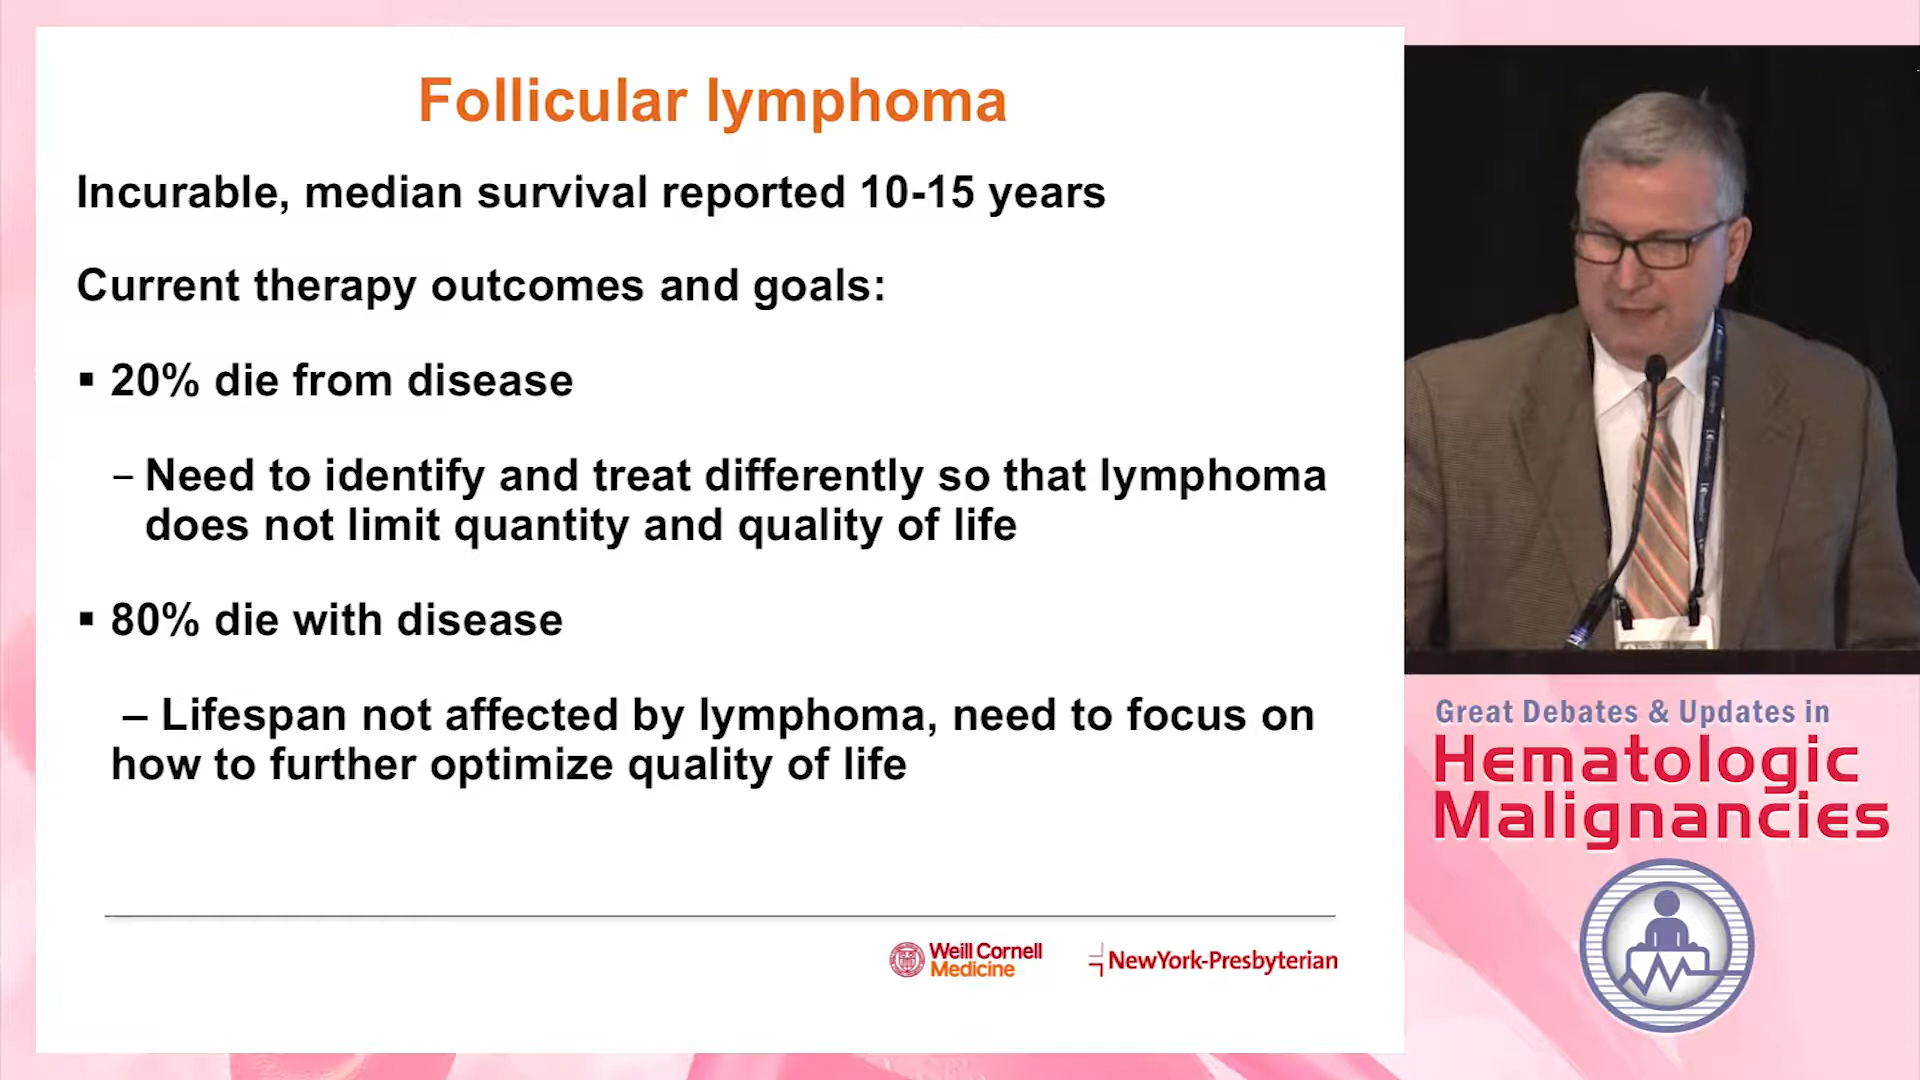 Follicular lymphoma
Incurable, median survival reported 10-15 years
Current therapy outcomes and goals:
▪ 20% die from disease
– Need to identify and treat differently so that lymphoma
does not limit quantity and quality of life
▪ 80% die with disease
– Lifespan not affected by lymphoma, need to focus on
how to further optimize quality of life
Weill Cornell
Medicine
NewYork-Presbyterian
Great Debates & Updates in
Hematologic
Malignancies